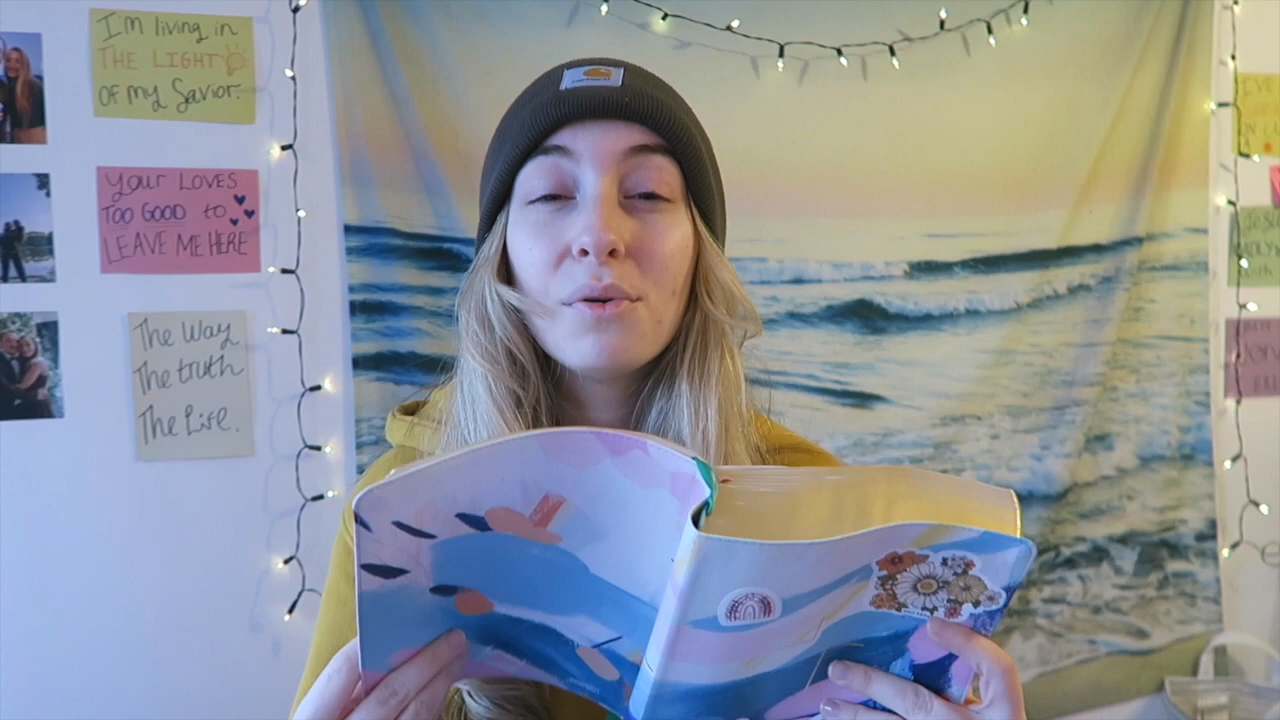 I'm living in
THE LIGHT
OF my Savior.
Your LOVES
TOO GOOD to
LEAVE ME HERE
The Way
The truth
The Life.
carhartt